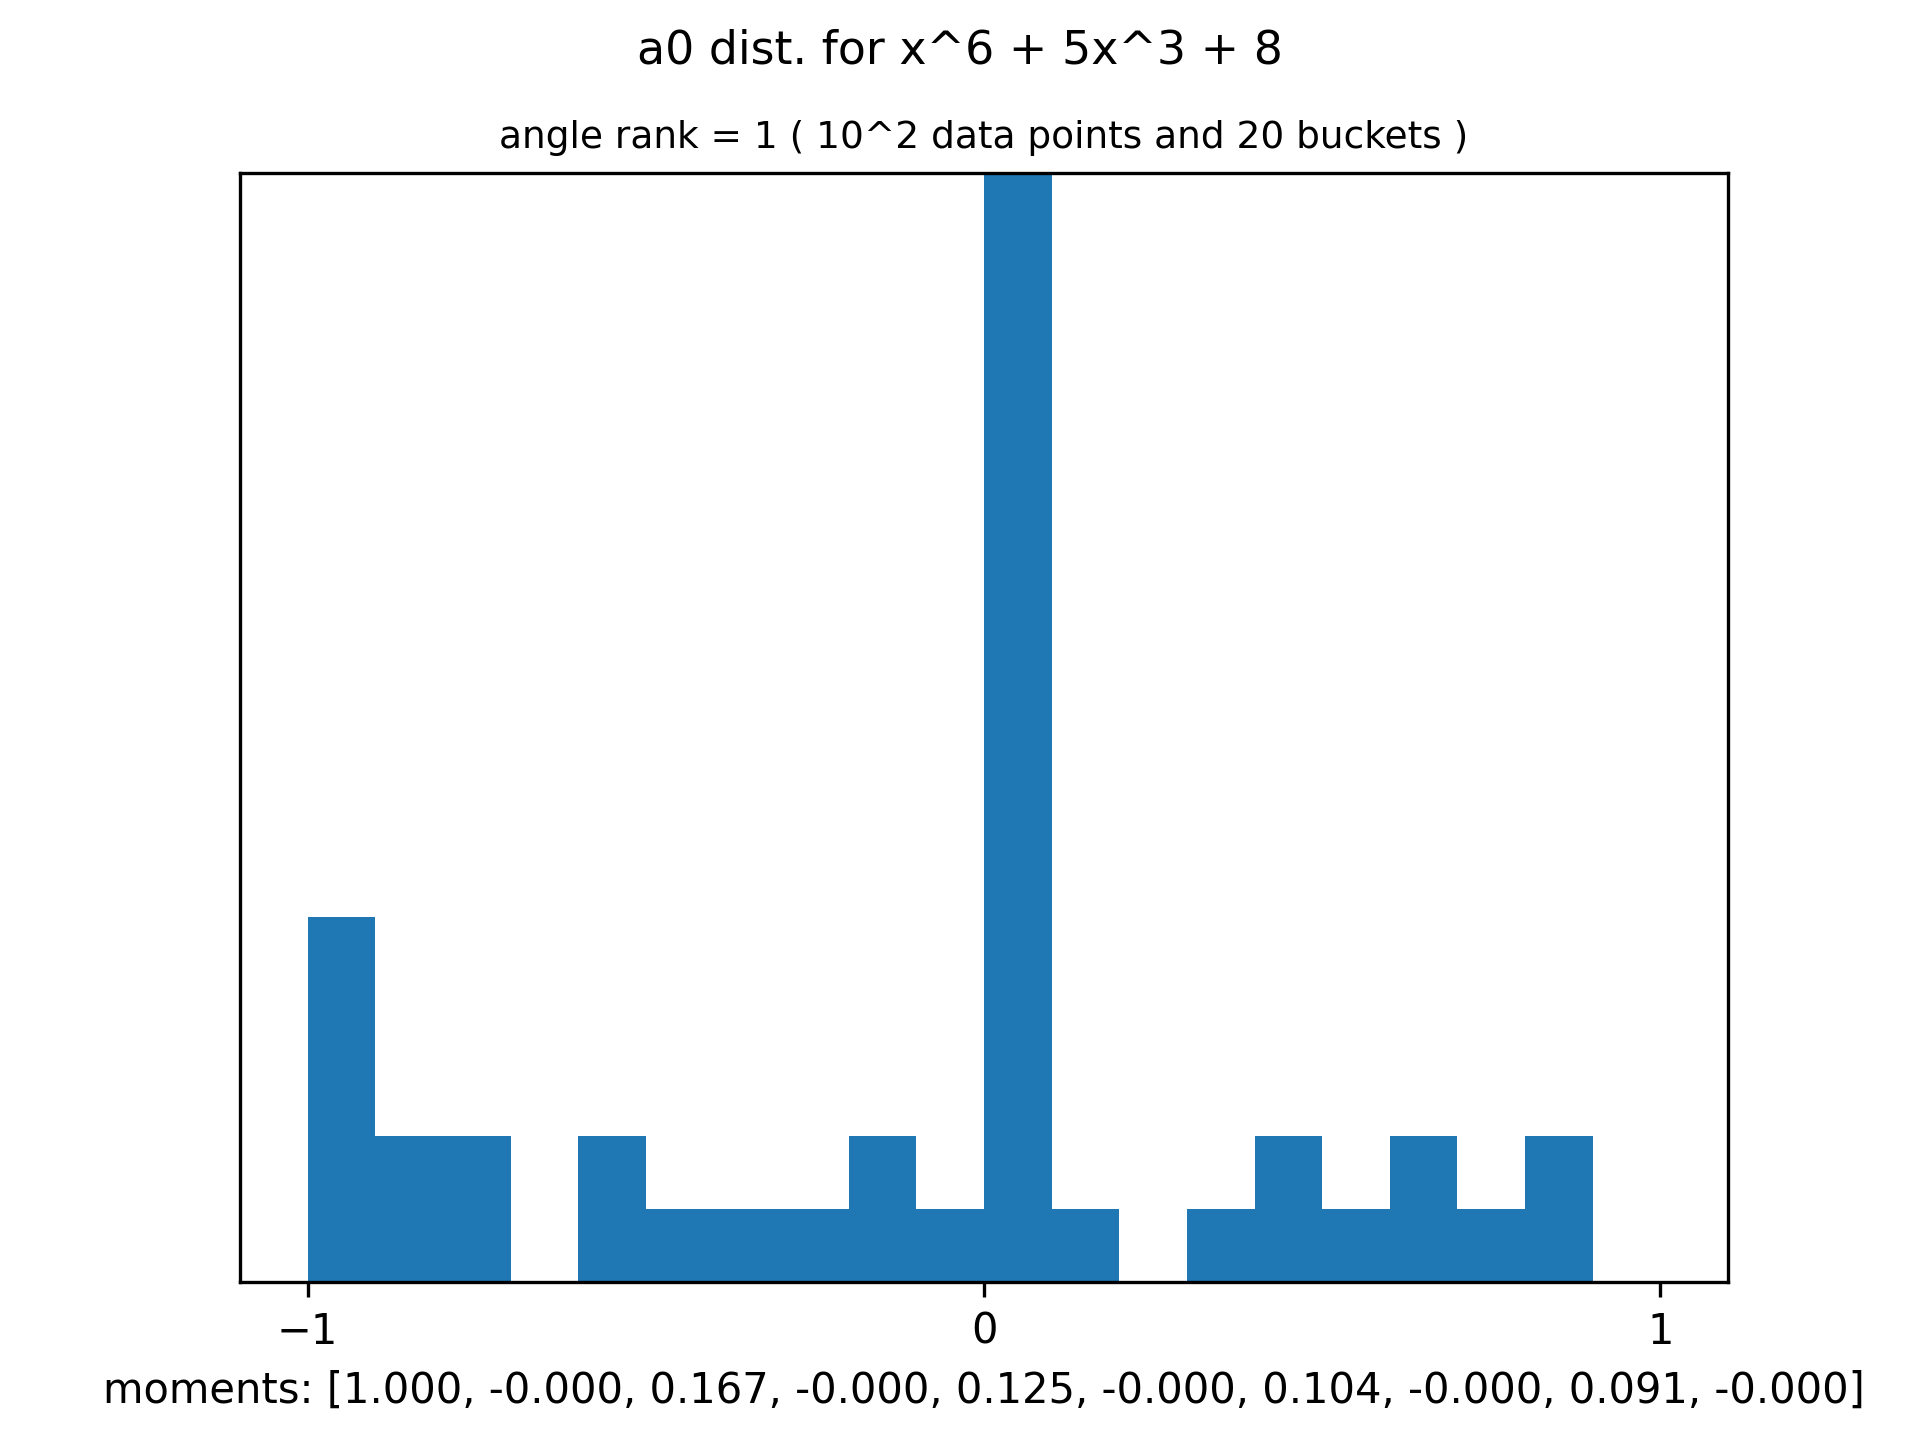 a0 dist. for x^6 + 5x^3 + 8
angle rank = 1 ( 10^2 data points and 20 buckets )
−1 0 1
moments: [1.000, -0.000, 0.167, -0.000, 0.125, -0.000, 0.104, -0.000, 0.091, -0.000]